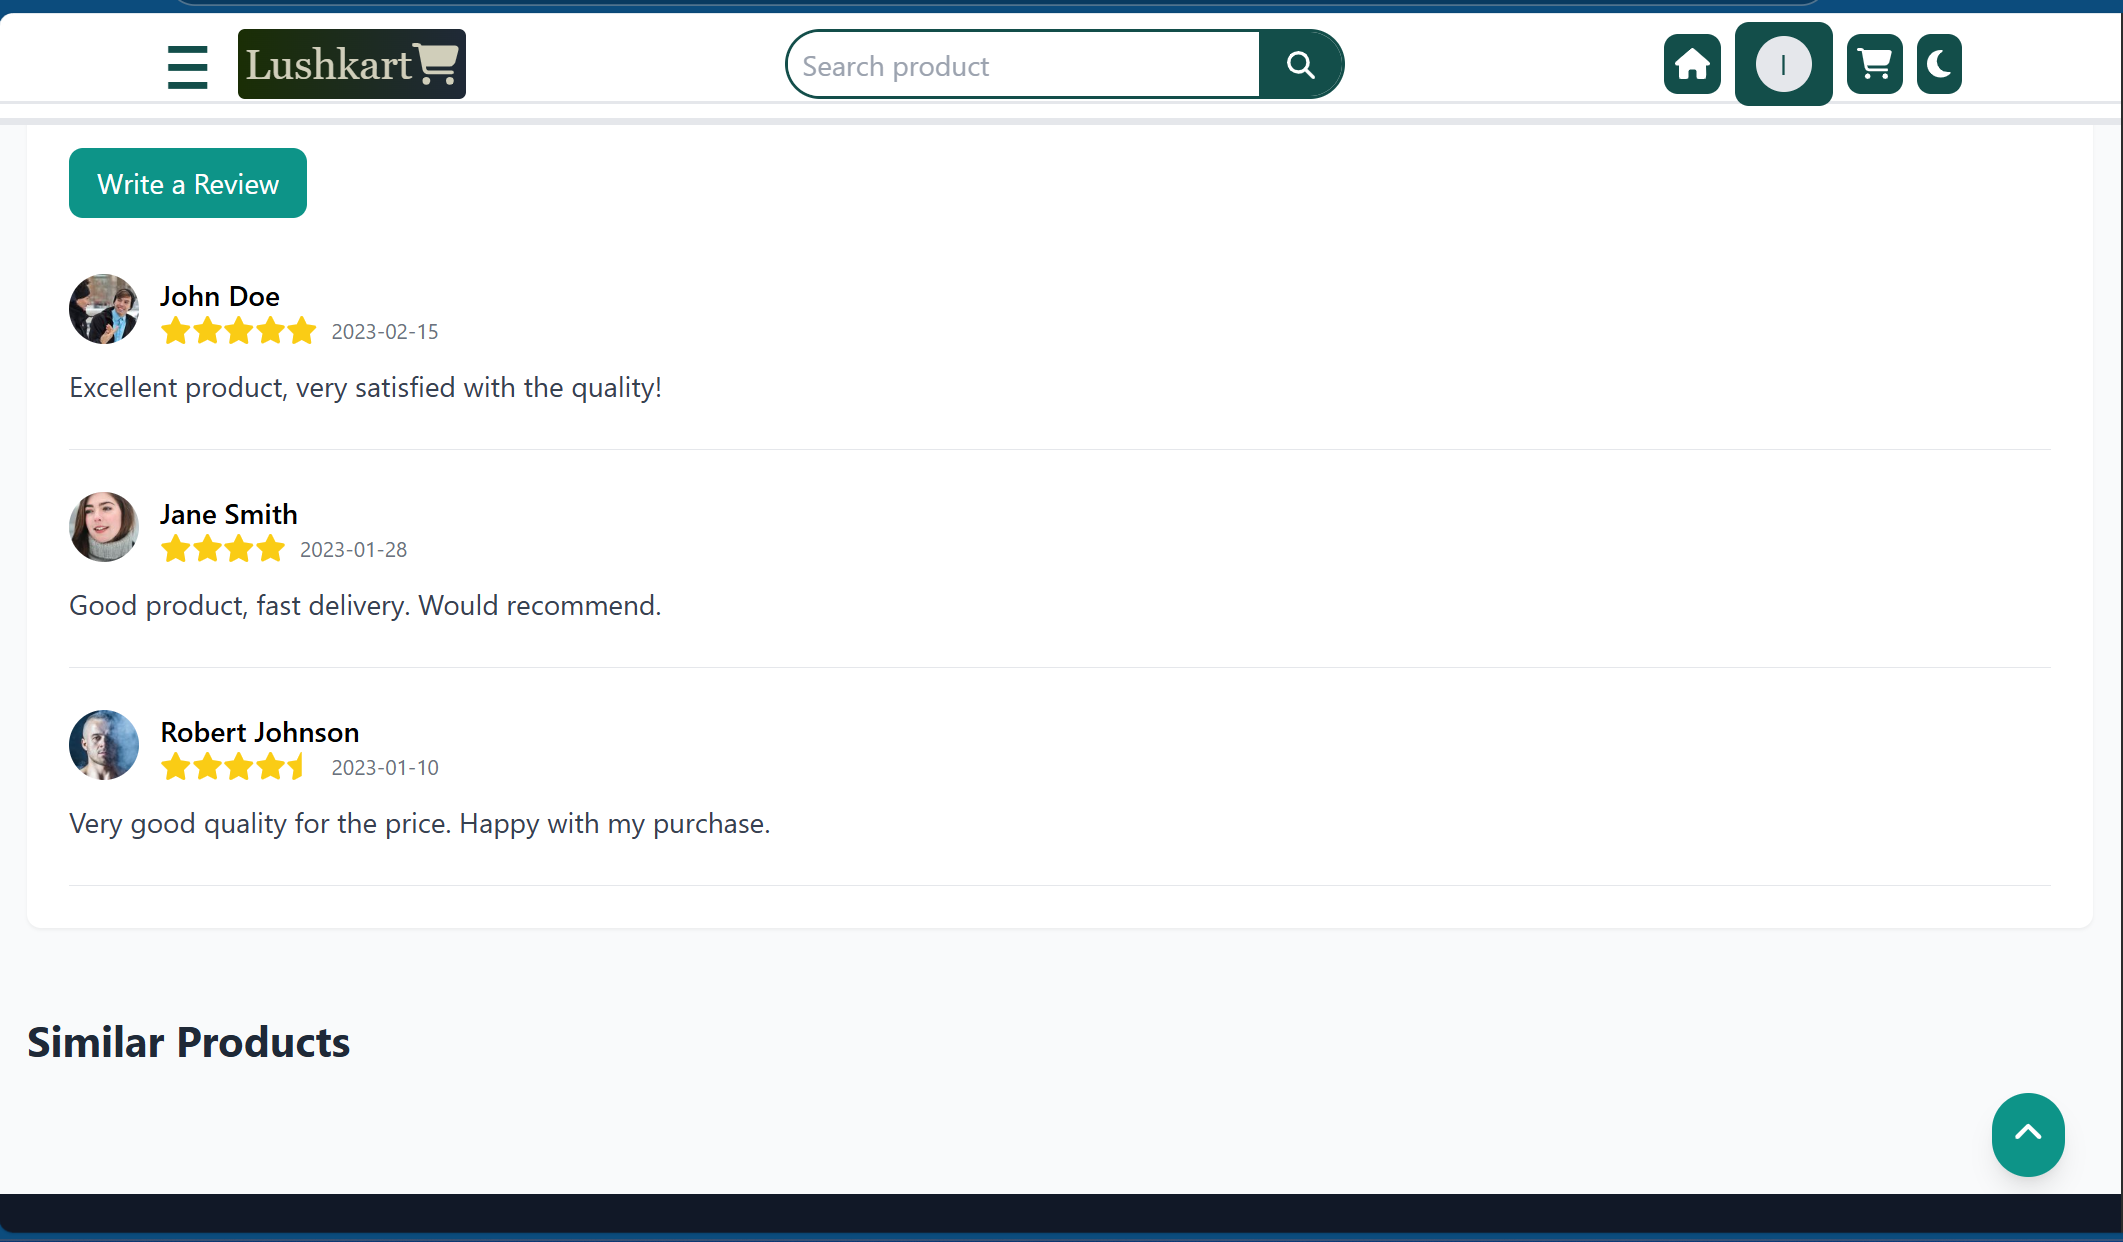 Lushkart
Search product
I
Write a Review
John Doe
2023-02-15
Excellent product, very satisfied with the quality!
Jane Smith
2023-01-28
Good product, fast delivery. Would recommend.
Robert Johnson
2023-01-10
Very good quality for the price. Happy with my purchase.
Similar Products